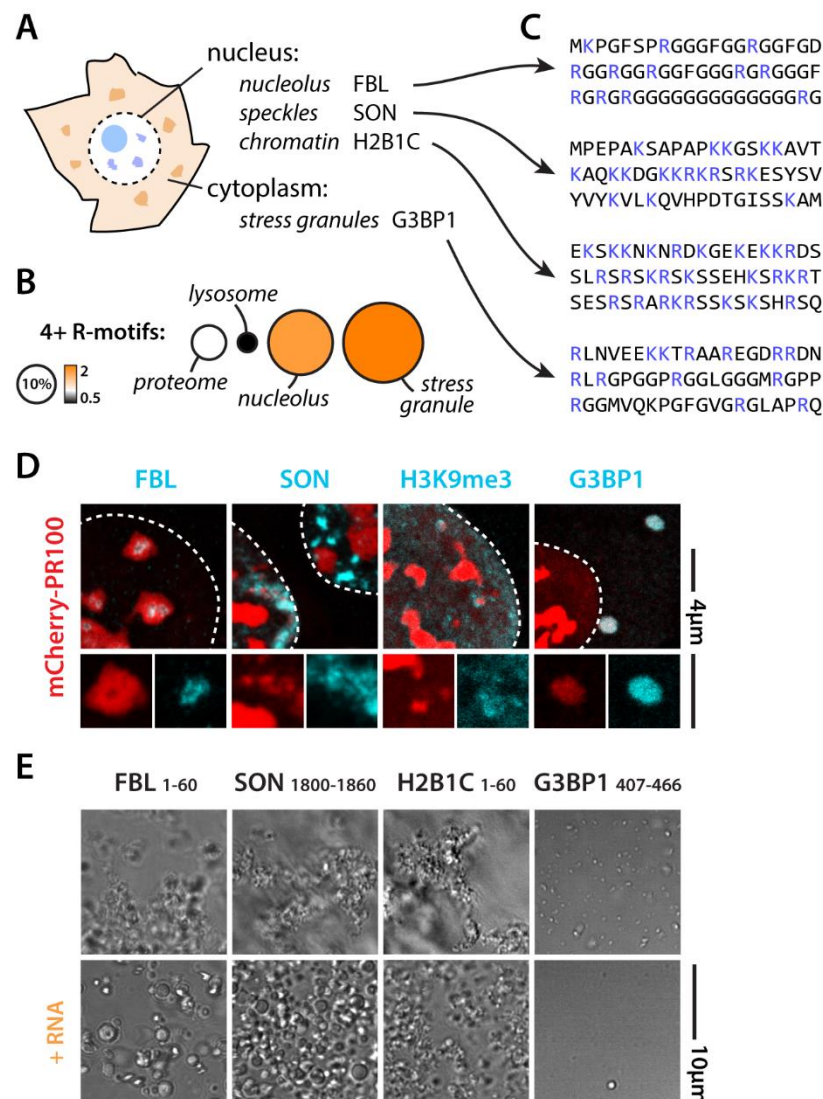 A
nucleus:
nucleolus FBL
speckles SON
chromatin H2B1C
cytoplasm:
stress granules G3BP1
B
4+ R-motifs:
10%
2
0.5
proteome
lysosome
nucleolus
stress
granule
C
MKPGFSPRGGGFGGRGGFGD
RGGRGGRGGFGGGRGRGGGF
RGRGRGGGGGGGGGGGGGRG
MPEPAKSAPAPKKGSKKAVT
KAQKKDGKKRKRSRKESYSV
YVYKVLKQVHPDTGISSKAM
EKSKKNKNRDKGEKEKKRDS
SLRSRSKRSKSSEHKSRKRT
SESRSRARKRSSKSKSHRSQ
RLNVEEKKTRAAREGDRRDN
RLRGPGGPRGGLGGGMRGPP
RGGMVQKPGFGVGRGLAPRQ
D
FBL SON H3K9me3 G3BP1
mCherry-PR100
4µm
E
FBL 1-60 SON 1800-1860 H2B1C 1-60 G3BP1 407-466
+ RNA
10µm